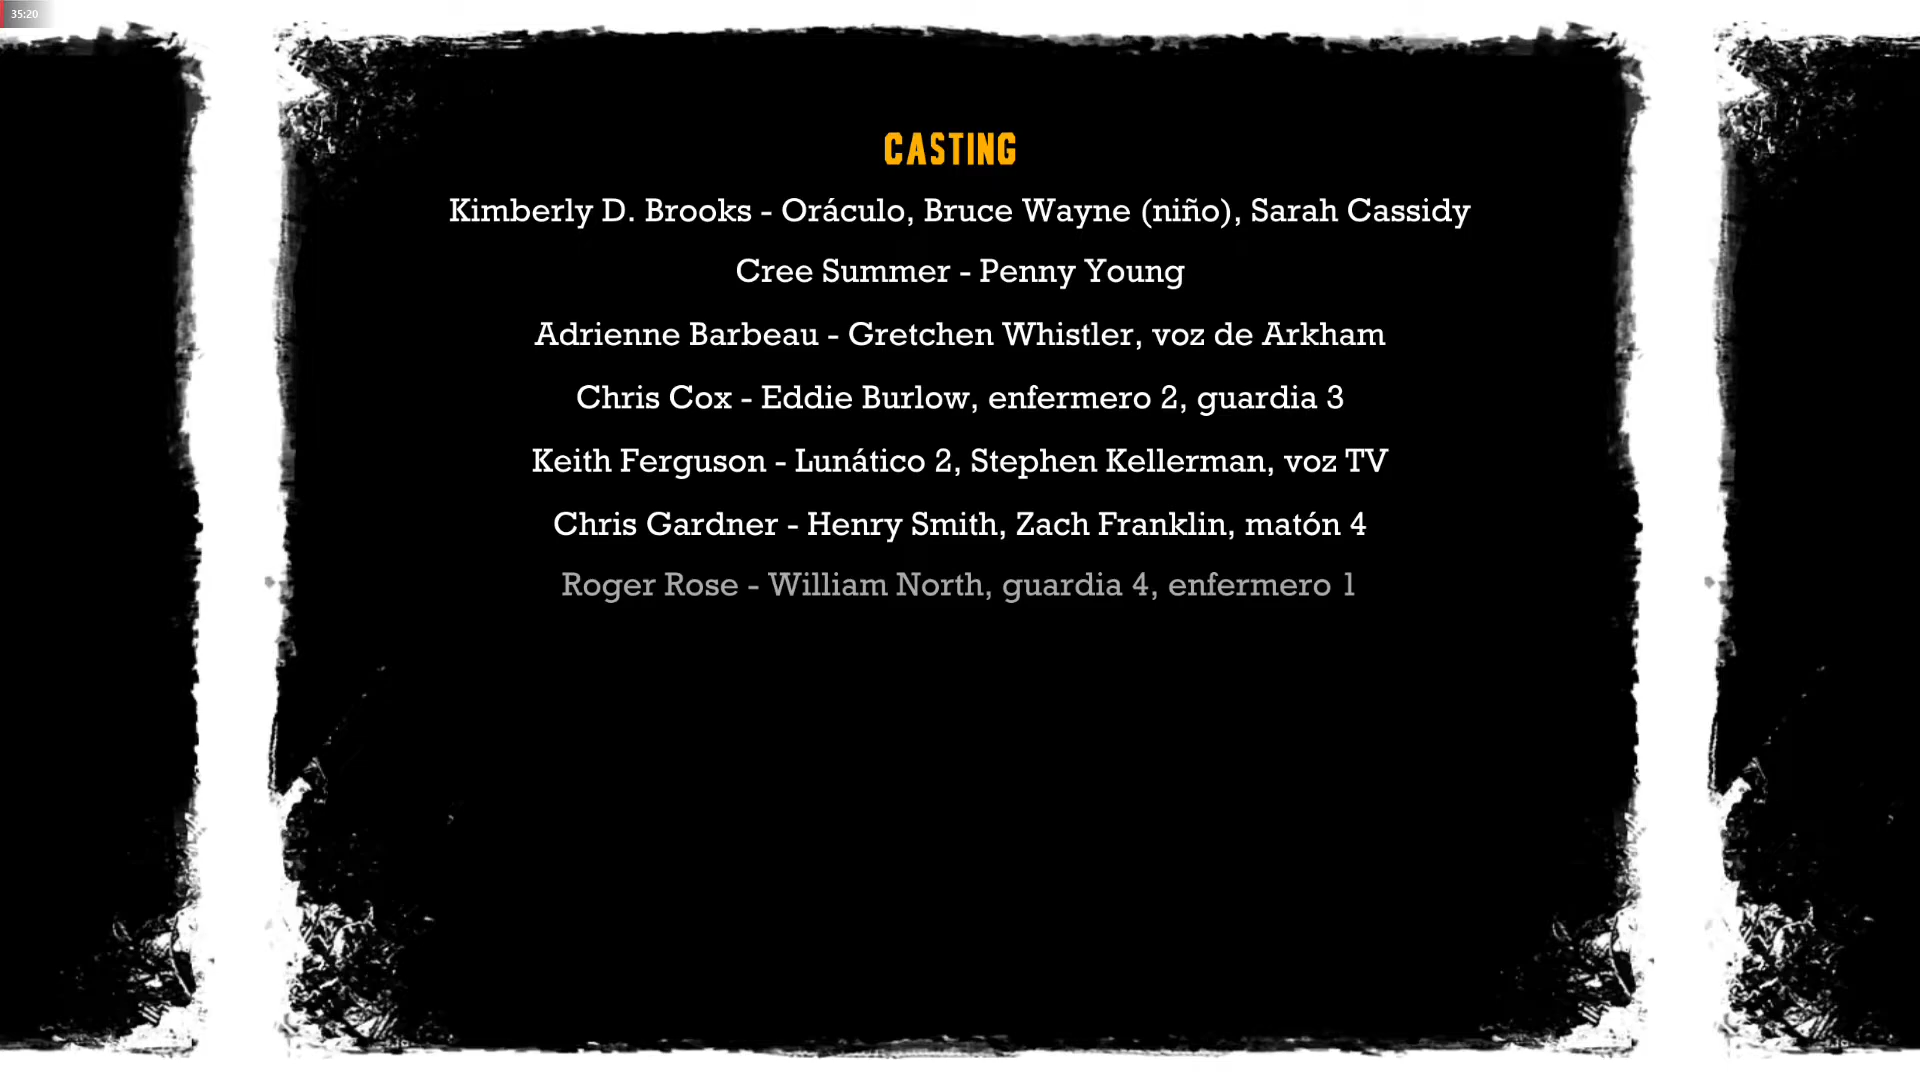 35:20
CASTING
Kimberly D. Brooks - Oráculo, Bruce Wayne (niño), Sarah Cassidy
Cree Summer - Penny Young
Adrienne Barbeau - Gretchen Whistler, voz de Arkham
Chris Cox - Eddie Burlow, enfermero 2, guardia 3
Keith Ferguson - Lunático 2, Stephen Kellerman, voz TV
Chris Gardner - Henry Smith, Zach Franklin, matón 4
Roger Rose - William North, guardia 4, enfermero 1